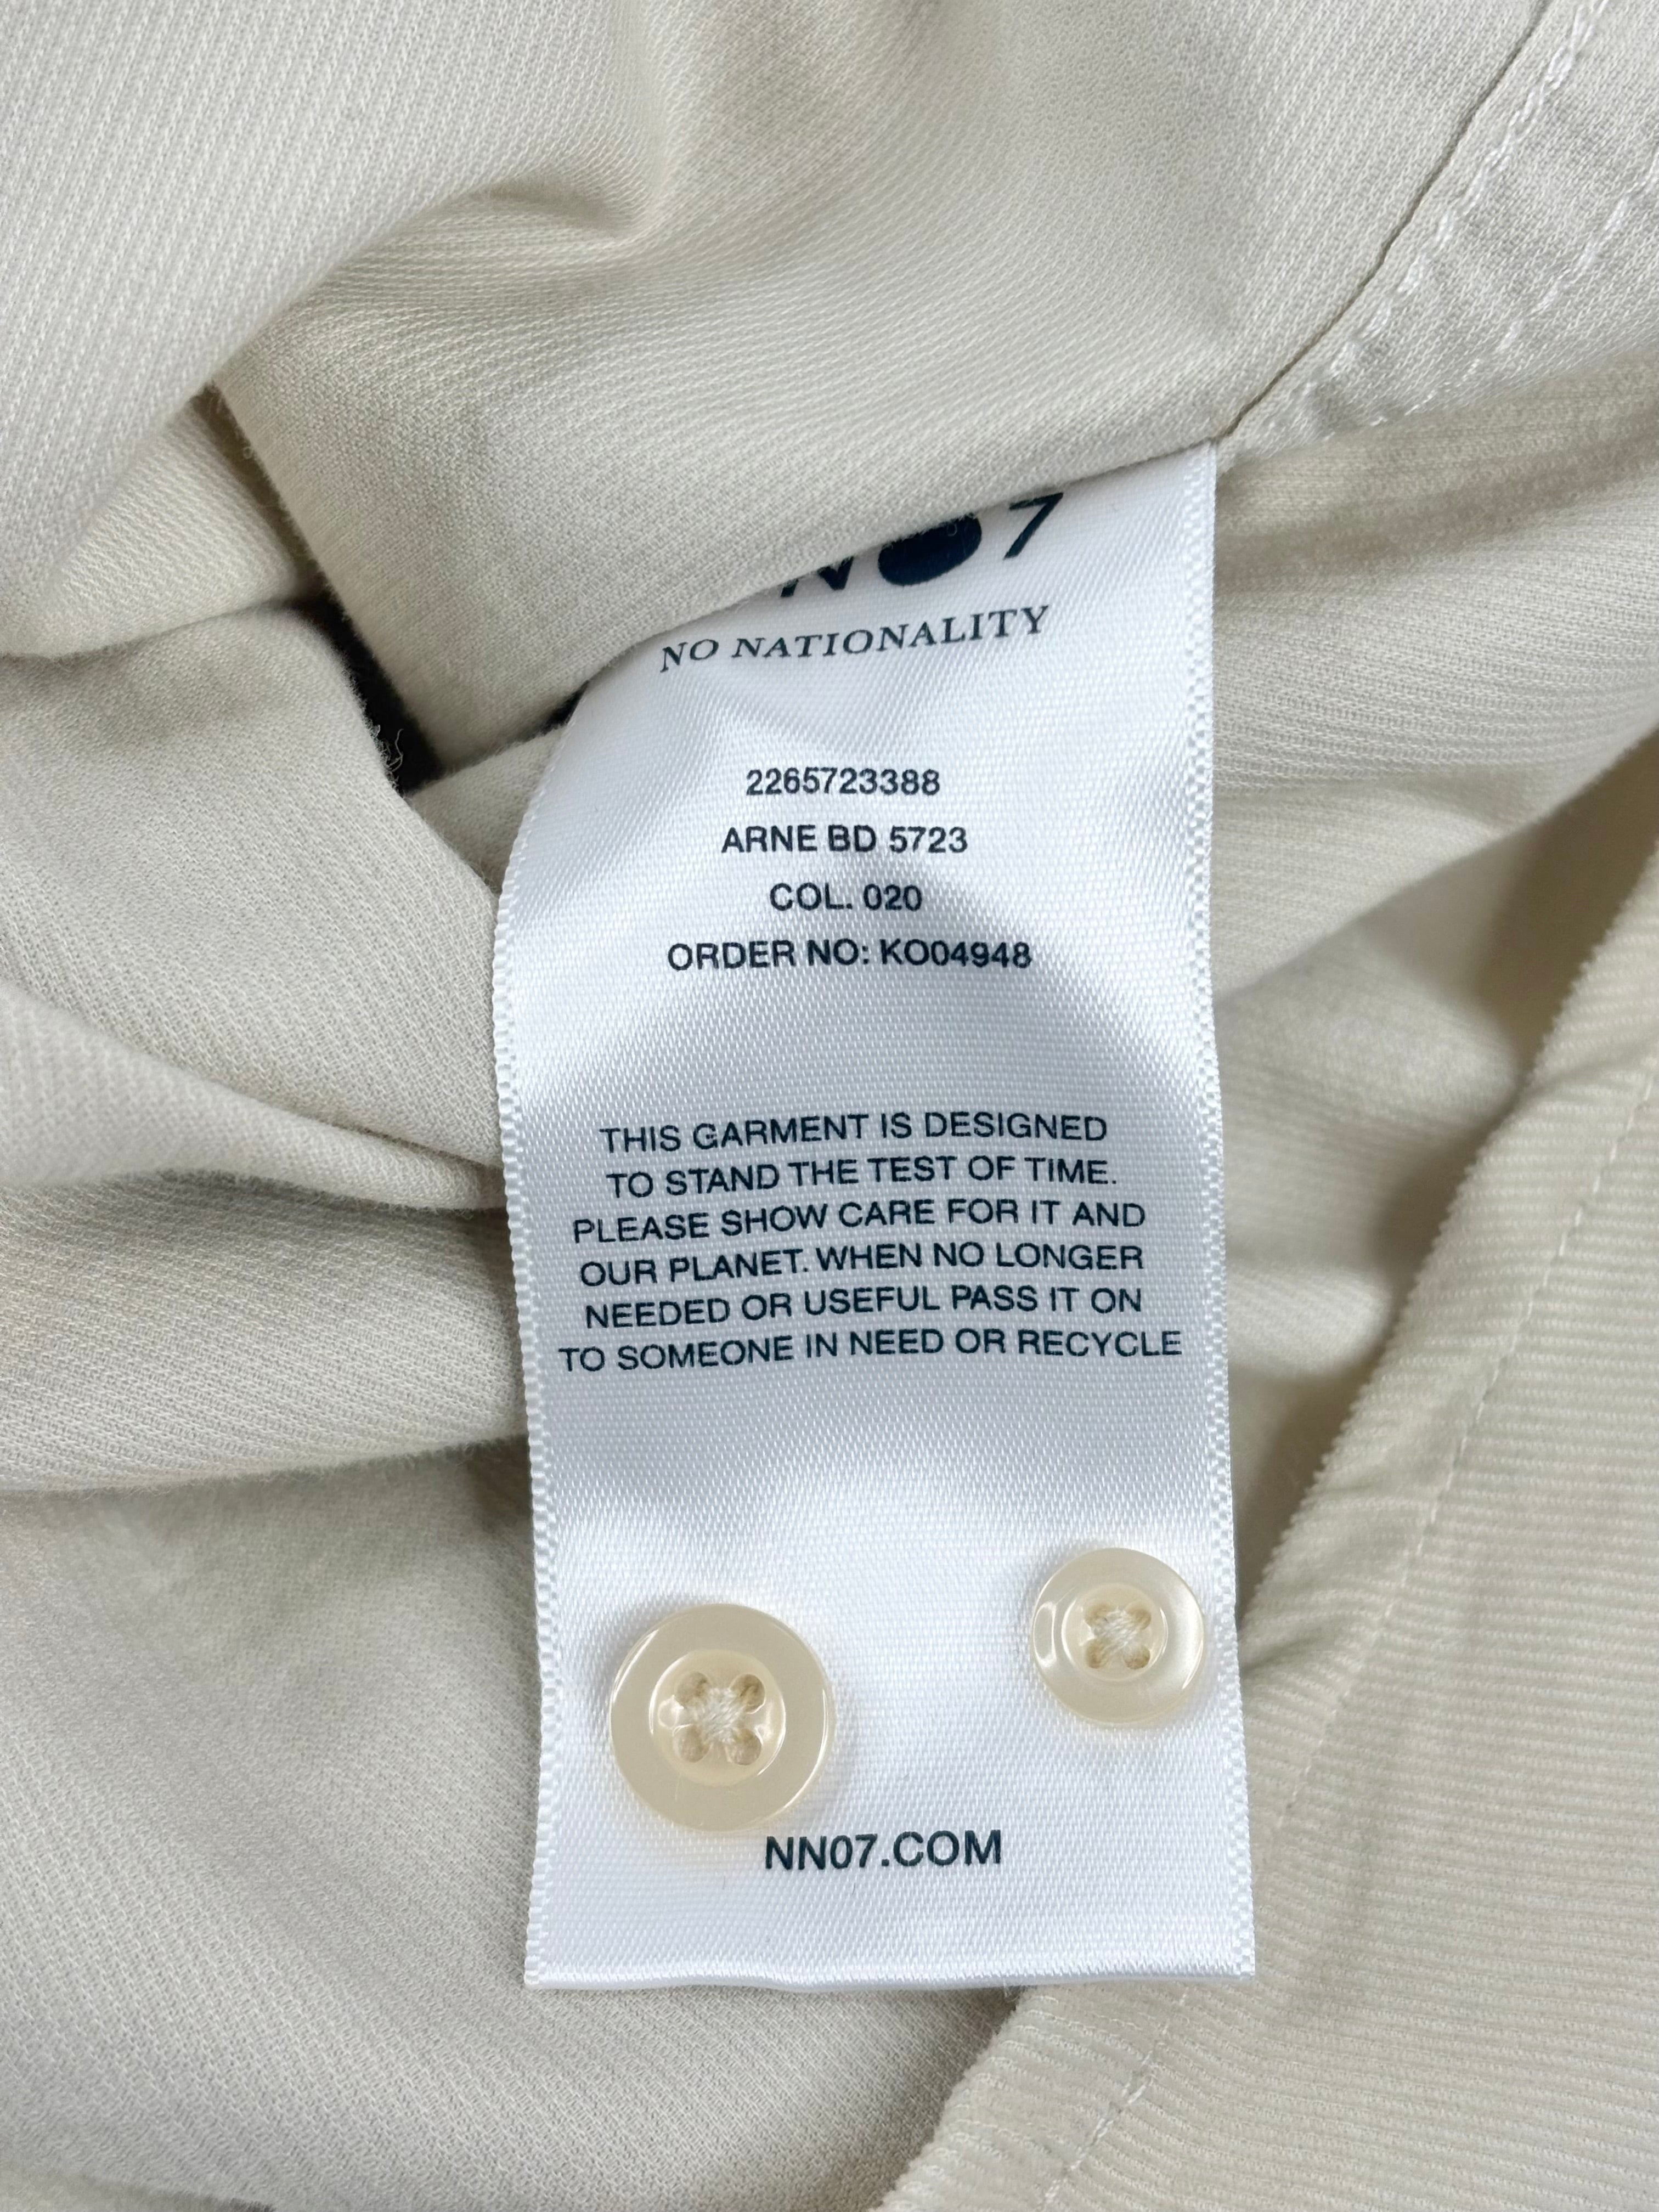 NN07
NO NATIONALITY
2265723388
ARNE BD 5723
COL. 020
ORDER NO: KO04948
THIS GARMENT IS DESIGNED
TO STAND THE TEST OF TIME.
PLEASE SHOW CARE FOR IT AND
OUR PLANET. WHEN NO LONGER
NEEDED OR USEFUL PASS IT ON
TO SOMEONE IN NEED OR RECYCLE
NN07.COM